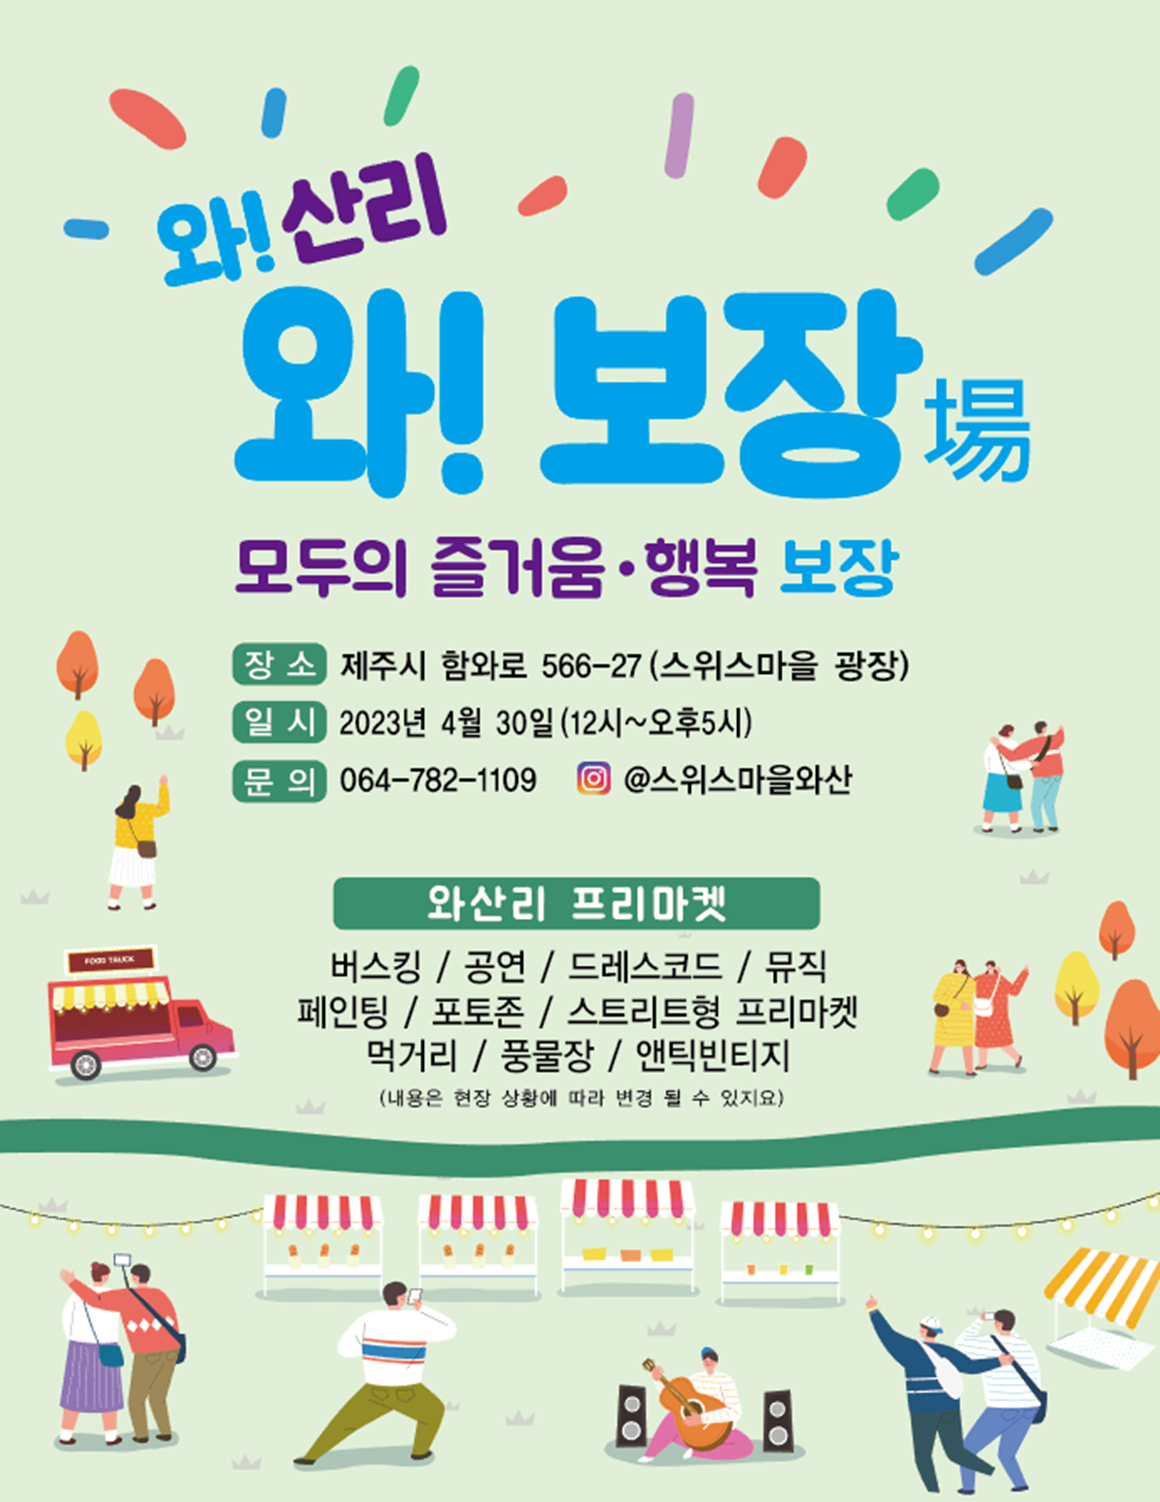 와! 산리
와! 보장場
모두의 즐거움·행복 보장
장 소 제주시 함와로 566-27(스위스마을 광장)
일 시 2023년 4월 30일(12시~오후5시)
문 의 064-782-1109 @스위스마을와산
와산리 프리마켓
버스킹 / 공연 / 드레스코드 / 뮤직
페인팅 / 포토존 / 스트리트형 프리마켓
먹거리 / 풍물장 / 앤틱빈티지
(내용은 현장 상황에 따라 변경 될 수 있지요)
FOOD TRUCK